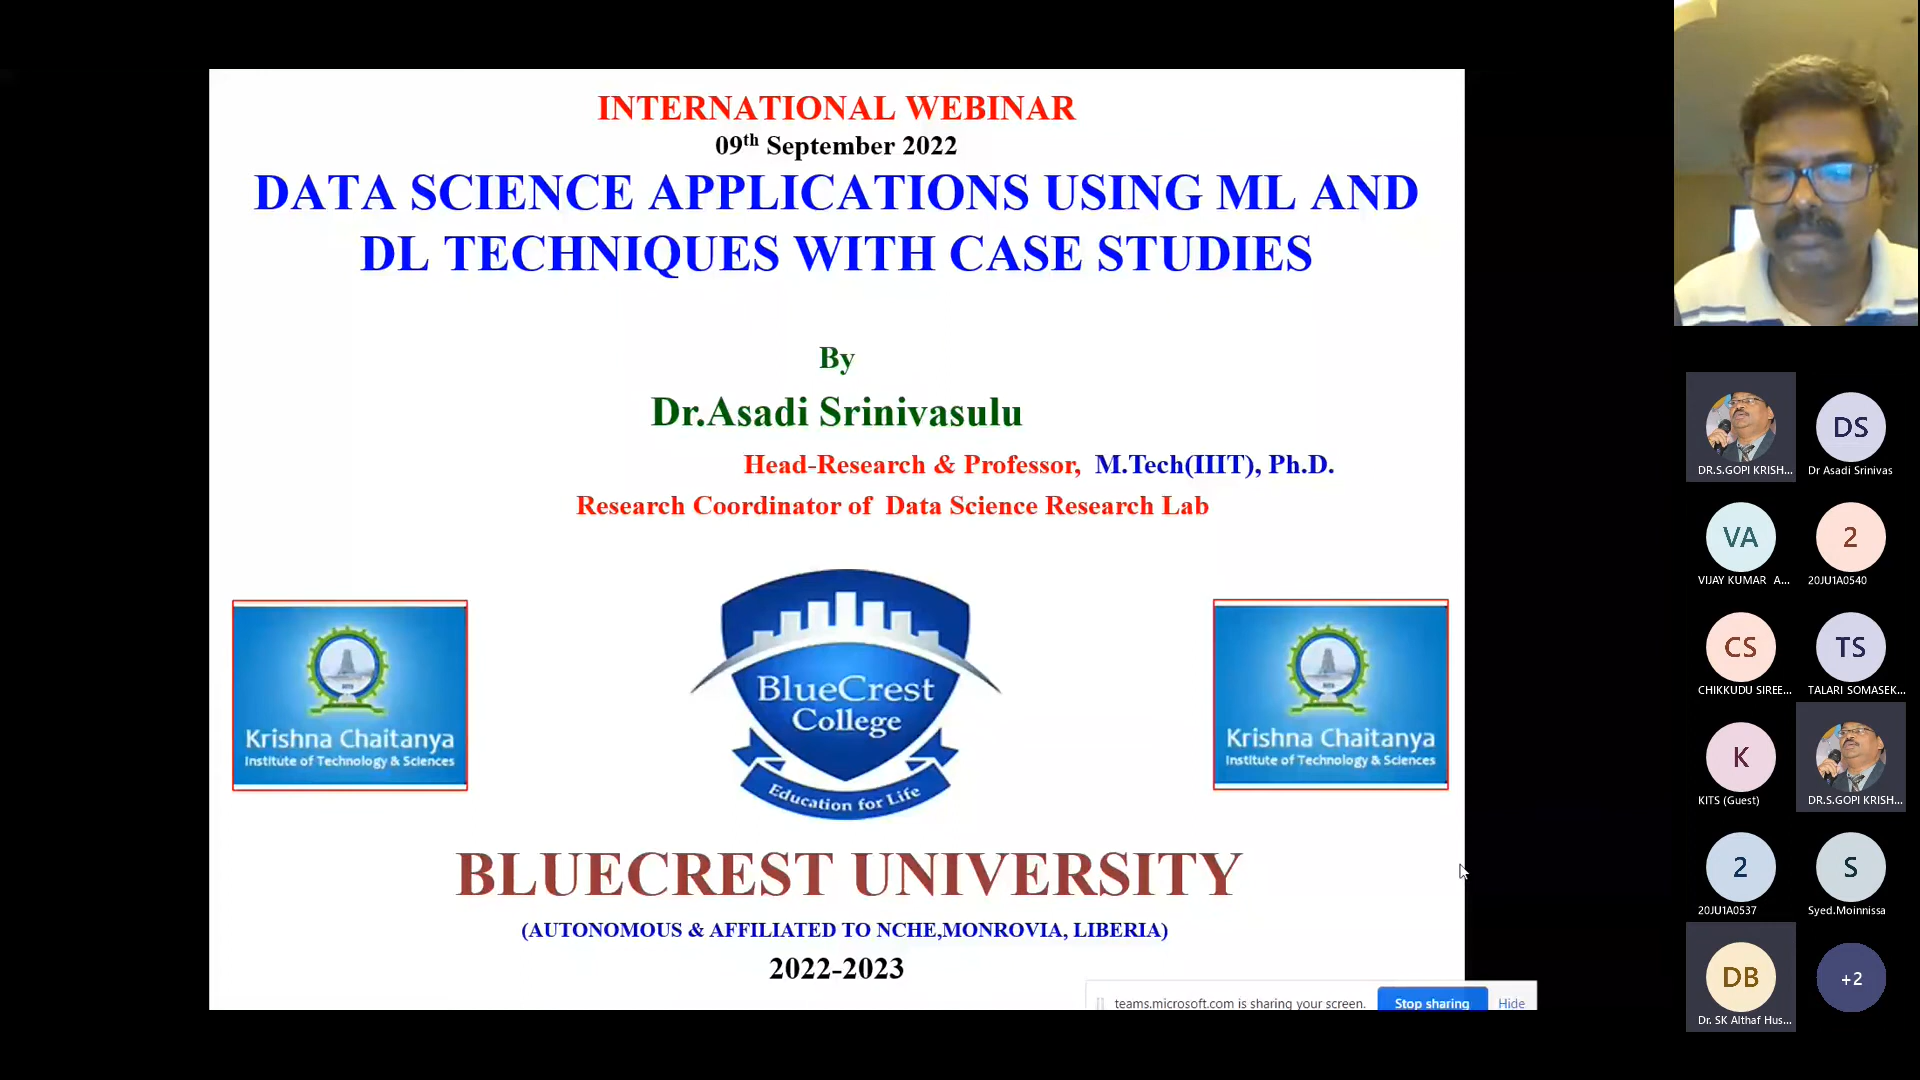 INTERNATIONAL WEBINAR
09th September 2022
DATA SCIENCE APPLICATIONS USING ML AND
DL TECHNIQUES WITH CASE STUDIES
By
Dr.Asadi Srinivasulu
Head-Research & Professor, M.Tech(IIIT), Ph.D.
Research Coordinator of Data Science Research Lab
Krishna Chaitanya
Institute of Technology & Sciences
BlueCrest
College
Education for Life
Krishna Chaitanya
Institute of Technology & Sciences
BLUECREST UNIVERSITY
(AUTONOMOUS & AFFILIATED TO NCHE,MONROVIA, LIBERIA)
2022-2023
teams.microsoft.com is sharing your screen. Stop sharing Hide
DR.S.GOPI KRISH...
DS
Dr Asadi Srinivas
VA
VIJAY KUMAR A...
2
20JU1A0540
CS
CHIKKUDU SIREE...
TS
TALARI SOMASEK...
K
KITS (Guest)
DR.S.GOPI KRISH...
2
20JU1A0537
S
Syed.Moinnissa
DB
Dr. SK Althaf Hus...
+2